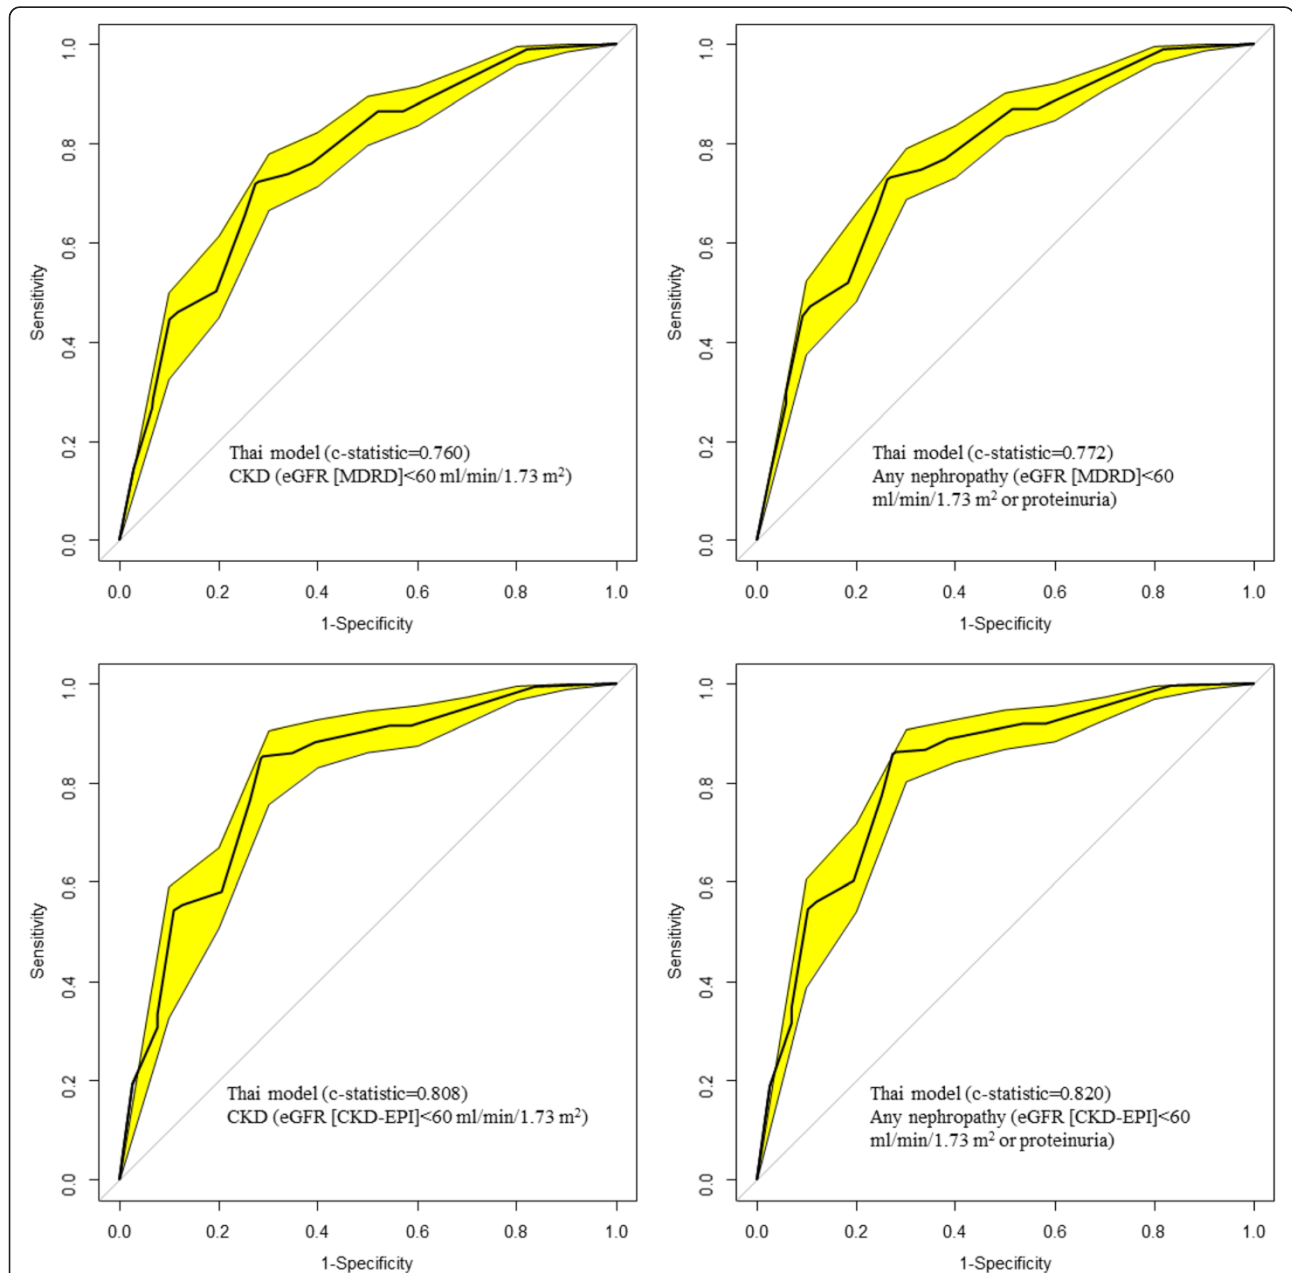 1.0
0.8
0.6
0.4
0.2
0.0
Sensitivity
Thai model (c-statistic=0.760)
CKD (eGFR [MDRD]<60 ml/min/1.73 m²)
0.0 0.2 0.4 0.6 0.8 1.0
1-Specificity
1.0
0.8
0.6
0.4
0.2
0.0
Sensitivity
Thai model (c-statistic=0.772)
Any nephropathy (eGFR [MDRD]<60
ml/min/1.73 m² or proteinuria)
0.0 0.2 0.4 0.6 0.8 1.0
1-Specificity
1.0
0.8
0.6
0.4
0.2
0.0
Sensitivity
Thai model (c-statistic=0.808)
CKD (eGFR [CKD-EPI]<60 ml/min/1.73 m²)
0.0 0.2 0.4 0.6 0.8 1.0
1-Specificity
1.0
0.8
0.6
0.4
0.2
0.0
Sensitivity
Thai model (c-statistic=0.820)
Any nephropathy (eGFR [CKD-EPI]<60
ml/min/1.73 m² or proteinuria)
0.0 0.2 0.4 0.6 0.8 1.0
1-Specificity